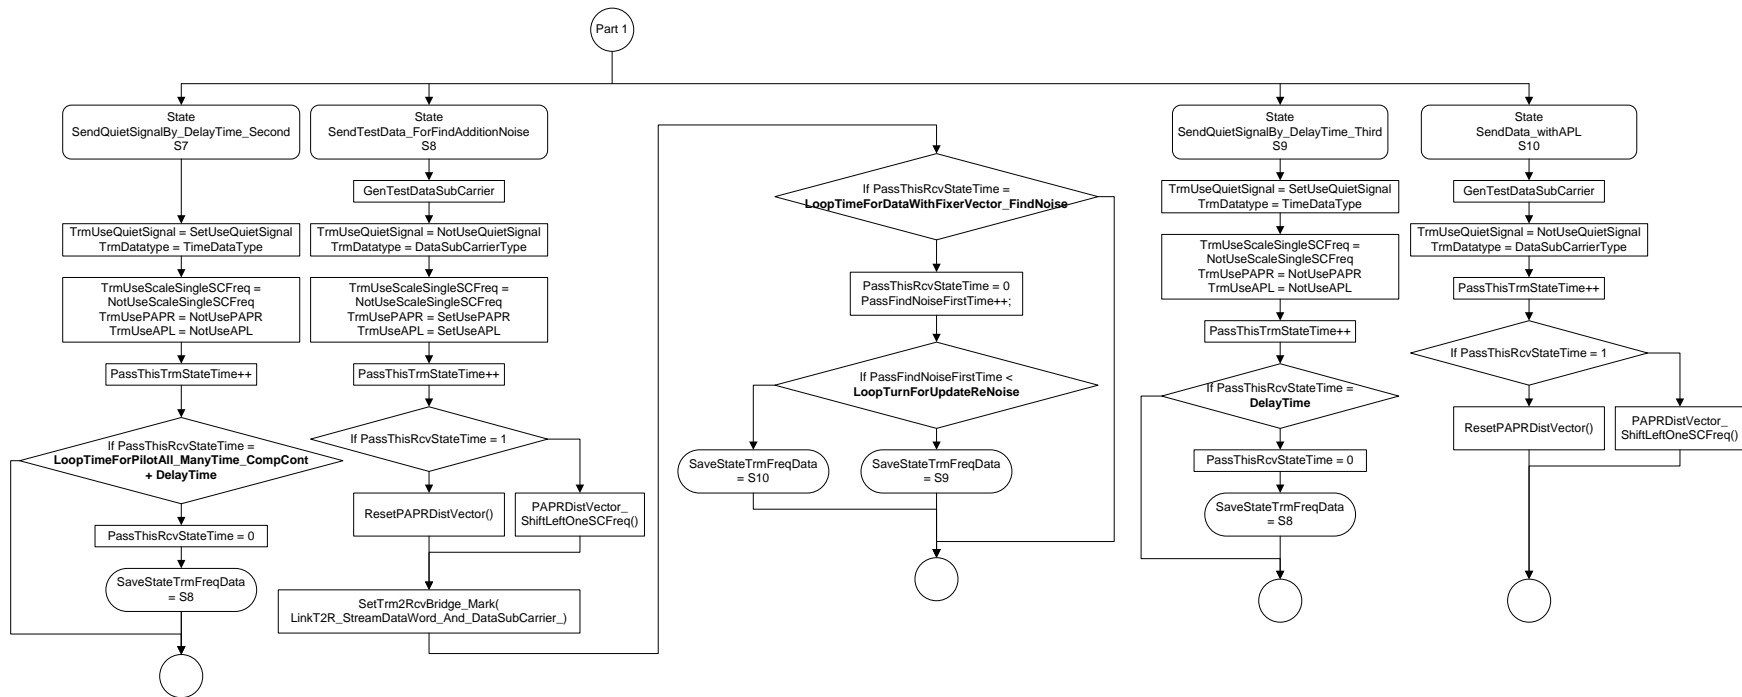 Part 1
State
SendQuietSignalBy_DelayTime_Second
S7
TrmUseQuietSignal = SetUseQuietSignal
TrmDatatype = TimeDataType
TrmUseScaleSingleSCFreq =
NotUseScaleSingleSCFreq
TrmUsePAPR = NotUsePAPR
TrmUseAPL = NotUseAPL
PassThisTrmStateTime++
If PassThisRcvStateTime =
LoopTimeForPilotAll_ManyTime_CompCont
+ DelayTime
PassThisRcvStateTime = 0
SaveStateTrmFreqData
= S8
State
SendTestData_ForFindAdditionNoise
S8
GenTestDataSubCarrier
TrmUseQuietSignal = NotUseQuietSignal
TrmDatatype = DataSubCarrierType
TrmUseScaleSingleSCFreq =
NotUseScaleSingleSCFreq
TrmUsePAPR = SetUsePAPR
TrmUseAPL = SetUseAPL
PassThisTrmStateTime++
If PassThisRcvStateTime = 1
ResetPAPRDistVector()
PAPRDistVector_
ShiftLeftOneSCFreq()
SetTrm2RcvBridge_Mark(
LinkT2R_StreamDataWord_And_DataSubCarrier_)
If PassThisRcvStateTime =
LoopTimeForDataWithFixerVector_FindNoise
PassThisRcvStateTime = 0
PassFindNoiseFirstTime++;
If PassFindNoiseFirstTime <
LoopTurnForUpdateReNoise
SaveStateTrmFreqData
= S10
SaveStateTrmFreqData
= S9
State
SendQuietSignalBy_DelayTime_Third
S9
TrmUseQuietSignal = SetUseQuietSignal
TrmDatatype = TimeDataType
TrmUseScaleSingleSCFreq =
NotUseScaleSingleSCFreq
TrmUsePAPR = NotUsePAPR
TrmUseAPL = NotUseAPL
PassThisTrmStateTime++
If PassThisRcvStateTime =
DelayTime
PassThisRcvStateTime = 0
SaveStateTrmFreqData
= S8
State
SendData_withAPL
S10
GenTestDataSubCarrier
TrmUseQuietSignal = NotUseQuietSignal
TrmDatatype = DataSubCarrierType
PassThisTrmStateTime++
If PassThisRcvStateTime = 1
ResetPAPRDistVector()
PAPRDistVector_
ShiftLeftOneSCFreq()